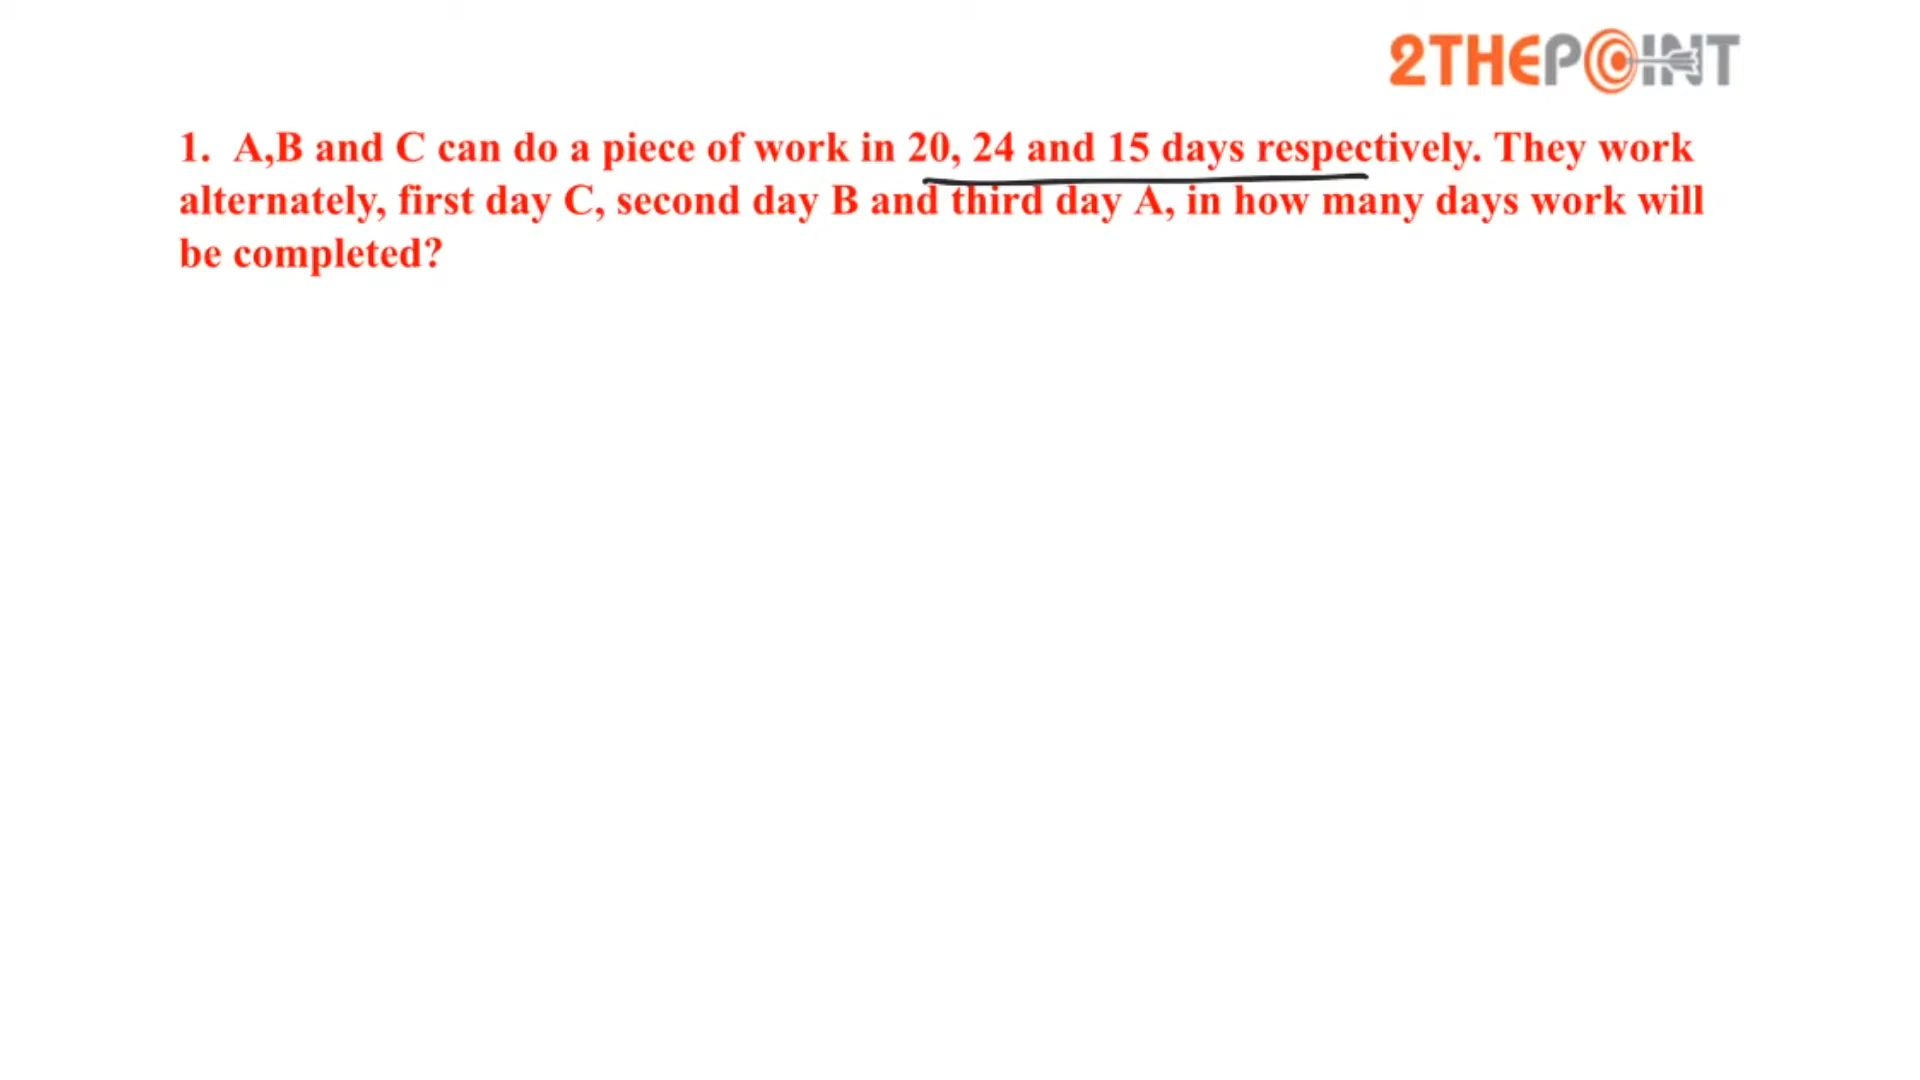 2THEPOINT
1. A,B and C can do a piece of work in 20, 24 and 15 days respectively. They work
alternately, first day C, second day B and third day A, in how many days work will
be completed?